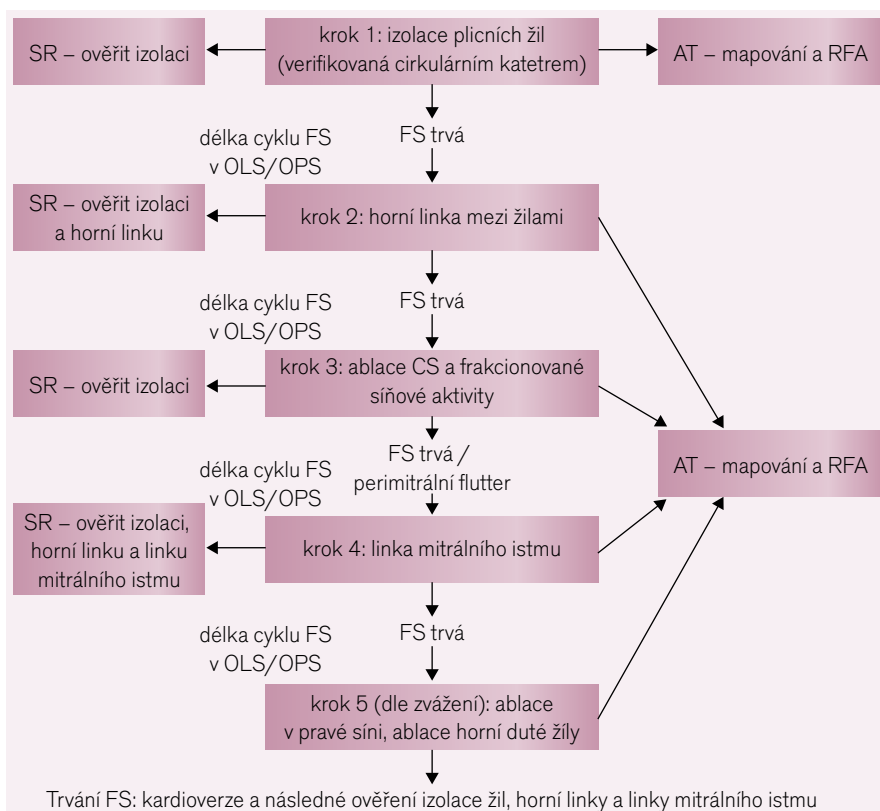 SR – ověřit izolaci
krok 1: izolace plicních žil
(verifikovaná cirkulárním katetrem)
AT – mapování a RFA
délka cyklu FS
v OLS/OPS
FS trvá
SR – ověřit izolaci
a horní linku
krok 2: horní linka mezi žilami
délka cyklu FS
v OLS/OPS
FS trvá
SR – ověřit izolaci
krok 3: ablace CS a frakcionované
síňové aktivity
AT – mapování a RFA
délka cyklu FS
v OLS/OPS
FS trvá /
perimitrální flutter
SR – ověřit izolaci,
horní linku a linku
mitrálního istmu
krok 4: linka mitrálního istmu
délka cyklu FS
v OLS/OPS
FS trvá
krok 5 (dle zvážení): ablace
v pravé síni, ablace horní duté žíly
Trvání FS: kardioverze a následné ověření izolace žil, horní linky a linky mitrálního istmu